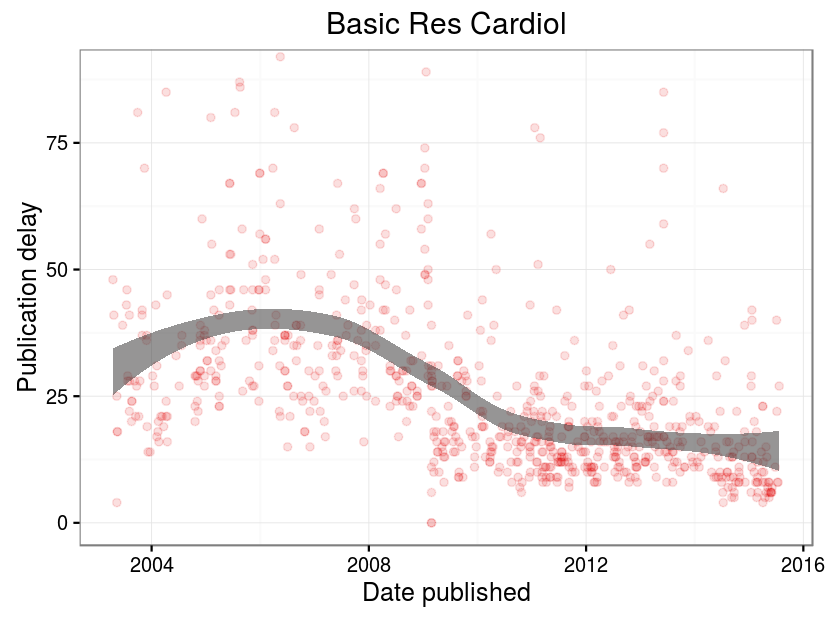 Basic Res Cardiol
Publication delay
75
50
25
0
2004 2008 2012 2016
Date published